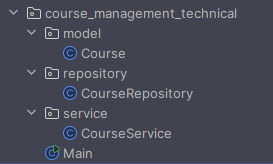 course_management_technical
model
Course
repository
CourseRepository
service
CourseService
Main